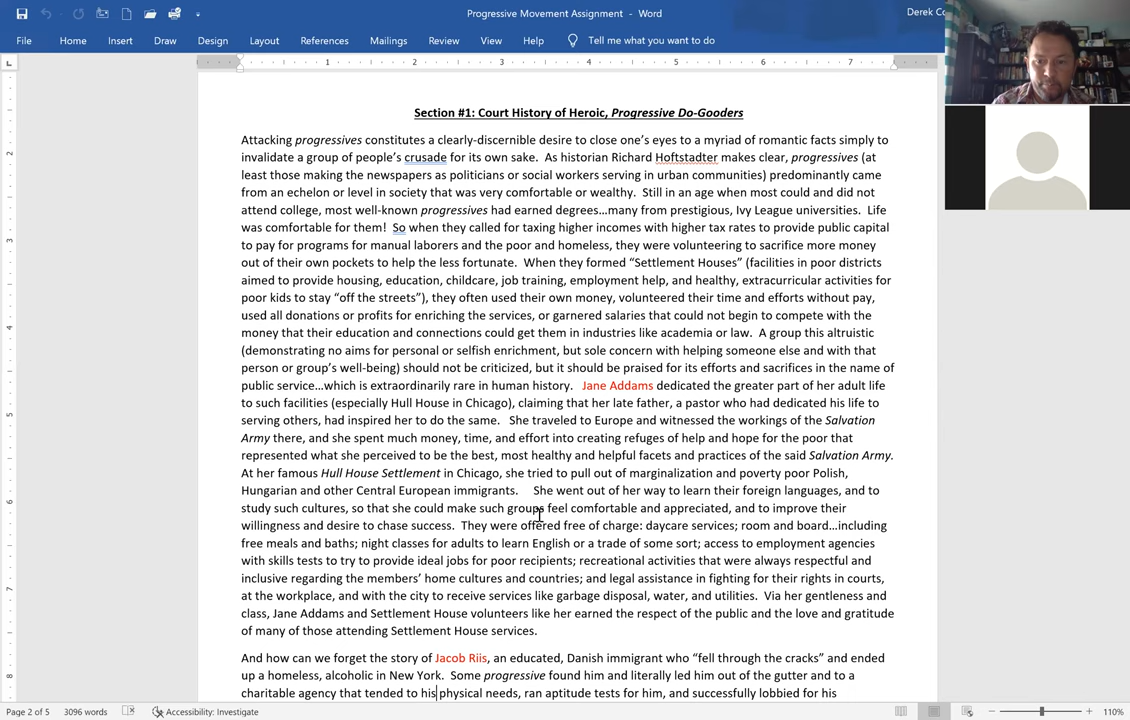 Progressive Movement Assignment - Word
Derek Co
File Home Insert Draw Design Layout References Mailings Review View Help Tell me what you want to do
1 2 3 4 5 6 7
Section #1: Court History of Heroic, Progressive Do-Gooders
Attacking progressives constitutes a clearly-discernible desire to close one's eyes to a myriad of romantic facts simply to
invalidate a group of people's crusade for its own sake. As historian Richard Hoftstadter makes clear, progressives (at
least those making the newspapers as politicians or social workers serving in urban communities) predominantly came
from an echelon or level in society that was very comfortable or wealthy. Still in an age when most could and did not
attend college, most well-known progressives had earned degrees…many from prestigious, Ivy League universities. Life
was comfortable for them! So when they called for taxing higher incomes with higher tax rates to provide public capital
to pay for programs for manual laborers and the poor and homeless, they were volunteering to sacrifice more money
out of their own pockets to help the less fortunate. When they formed "Settlement Houses" (facilities in poor districts
aimed to provide housing, education, childcare, job training, employment help, and healthy, extracurricular activities for
poor kids to stay "off the streets"), they often used their own money, volunteered their time and efforts without pay,
used all donations or profits for enriching the services, or garnered salaries that could not begin to compete with the
money that their education and connections could get them in industries like academia or law. A group this altruistic
(demonstrating no aims for personal or selfish enrichment, but sole concern with helping someone else and with that
person or group's well-being) should not be criticized, but it should be praised for its efforts and sacrifices in the name of
public service…which is extraordinarily rare in human history. Jane Addams dedicated the greater part of her adult life
to such facilities (especially Hull House in Chicago), claiming that her late father, a pastor who had dedicated his life to
serving others, had inspired her to do the same. She traveled to Europe and witnessed the workings of the Salvation
Army there, and she spent much money, time, and effort into creating refuges of help and hope for the poor that
represented what she perceived to be the best, most healthy and helpful facets and practices of the said Salvation Army.
At her famous Hull House Settlement in Chicago, she tried to pull out of marginalization and poverty poor Polish,
Hungarian and other Central European immigrants. She went out of her way to learn their foreign languages, and to
study such cultures, so that she could make such groups feel comfortable and appreciated, and to improve their
willingness and desire to chase success. They were offered free of charge: daycare services; room and board…including
free meals and baths; night classes for adults to learn English or a trade of some sort; access to employment agencies
with skills tests to try to provide ideal jobs for poor recipients; recreational activities that were always respectful and
inclusive regarding the members' home cultures and countries; and legal assistance in fighting for their rights in courts,
at the workplace, and with the city to receive services like garbage disposal, water, and utilities. Via her gentleness and
class, Jane Addams and Settlement House volunteers like her earned the respect of the public and the love and gratitude
of many of those attending Settlement House services.
And how can we forget the story of Jacob Riis, an educated, Danish immigrant who "fell through the cracks" and ended
up a homeless, alcoholic in New York. Some progressive found him and literally led him out of the gutter and to a
charitable agency that tended to his physical needs, ran aptitude tests for him, and successfully lobbied for his
Page 2 of 5 3096 words Accessibility: Investigate 110%